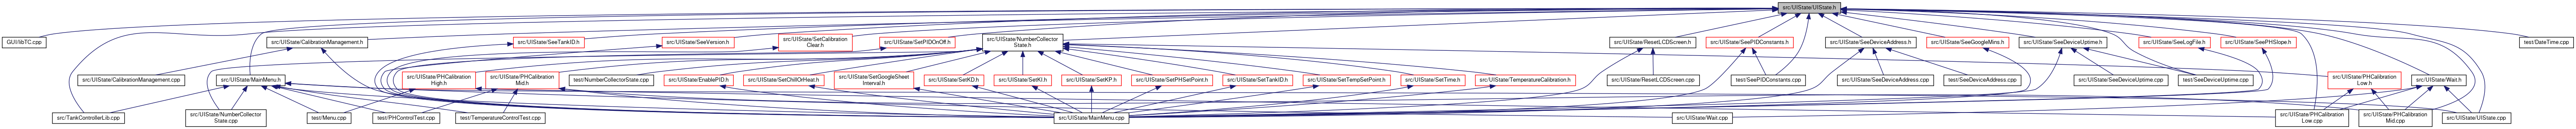 src/UIState/UIState.h
GUI/libTC.cpp
src/UIState/CalibrationManagement.h
src/UIState/SeeTankID.h
src/UIState/SeeVersion.h
src/UIState/SetCalibration
Clear.h
src/UIState/SetPIDOnOff.h
src/UIState/NumberCollector
State.h
src/UIState/ResetLCDScreen.h
src/UIState/SeePIDConstants.h
src/UIState/SeeDeviceAddress.h
src/UIState/SeeGoogleMins.h
src/UIState/SeeDeviceUptime.h
src/UIState/SeeLogFile.h
src/UIState/SeePHSlope.h
test/DateTime.cpp
src/UIState/CalibrationManagement.cpp
src/UIState/MainMenu.h
src/UIState/PHCalibration
High.h
src/UIState/PHCalibration
Mid.h
test/NumberCollectorState.cpp
src/UIState/EnablePID.h
src/UIState/SetChillOrHeat.h
src/UIState/SetGoogleSheet
Interval.h
src/UIState/SetKD.h
src/UIState/SetKI.h
src/UIState/SetKP.h
src/UIState/SetPHSetPoint.h
src/UIState/SetTankID.h
src/UIState/SetTempSetPoint.h
src/UIState/SetTime.h
src/UIState/TemperatureCalibration.h
src/UIState/ResetLCDScreen.cpp
test/SeePIDConstants.cpp
src/UIState/SeeDeviceAddress.cpp
test/SeeDeviceAddress.cpp
src/UIState/SeeDeviceUptime.cpp
test/SeeDeviceUptime.cpp
src/UIState/PHCalibration
Low.h
src/UIState/Wait.h
src/TankControllerLib.cpp
src/UIState/NumberCollector
State.cpp
test/Menu.cpp
test/PHControlTest.cpp
test/TemperatureControlTest.cpp
src/UIState/MainMenu.cpp
src/UIState/Wait.cpp
src/UIState/PHCalibration
Low.cpp
src/UIState/PHCalibration
Mid.cpp
src/UIState/UIState.cpp